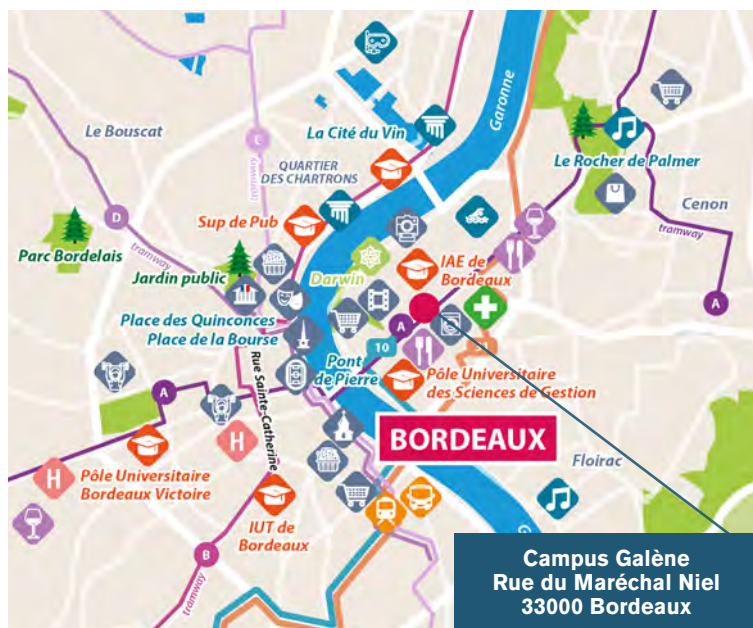 Le Bouscat
C
tramway
La Cité du Vin
Garonne
QUARTIER
DES CHARTRONS
Le Rocher de Palmer
Cenon
tramway
A
D
tramway
Sup de Pub
Parc Bordelais
Jardin public
Darwin
IAE de
Bordeaux
Place des Quinconces
Place de la Bourse
A
10
Pont
de Pierre
Pôle Universitaire
des Sciences de Gestion
Rue Sainte-Catherine
A
BORDEAUX
H
H
Pôle Universitaire
Bordeaux Victoire
Floirac
IUT de
Bordeaux
B
tramway
Campus Galène
Rue du Maréchal Niel
33000 Bordeaux